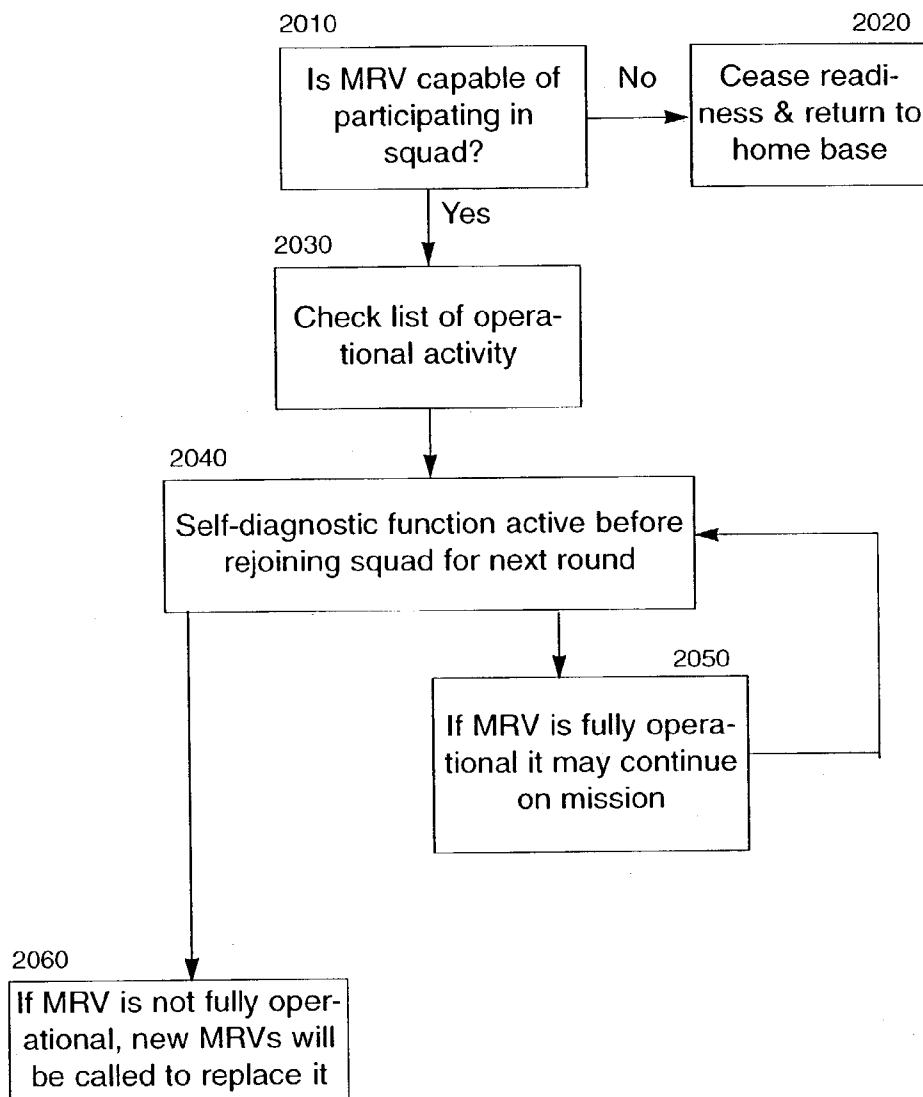 2010
Is MRV capable of
participating in
squad?
No
2020
Cease readi-
ness & return to
home base
Yes
2030
Check list of opera-
tional activity
2040
Self-diagnostic function active before
rejoining squad for next round
2050
If MRV is fully opera-
tional it may continue
on mission
2060
If MRV is not fully oper-
ational, new MRVs will
be called to replace it